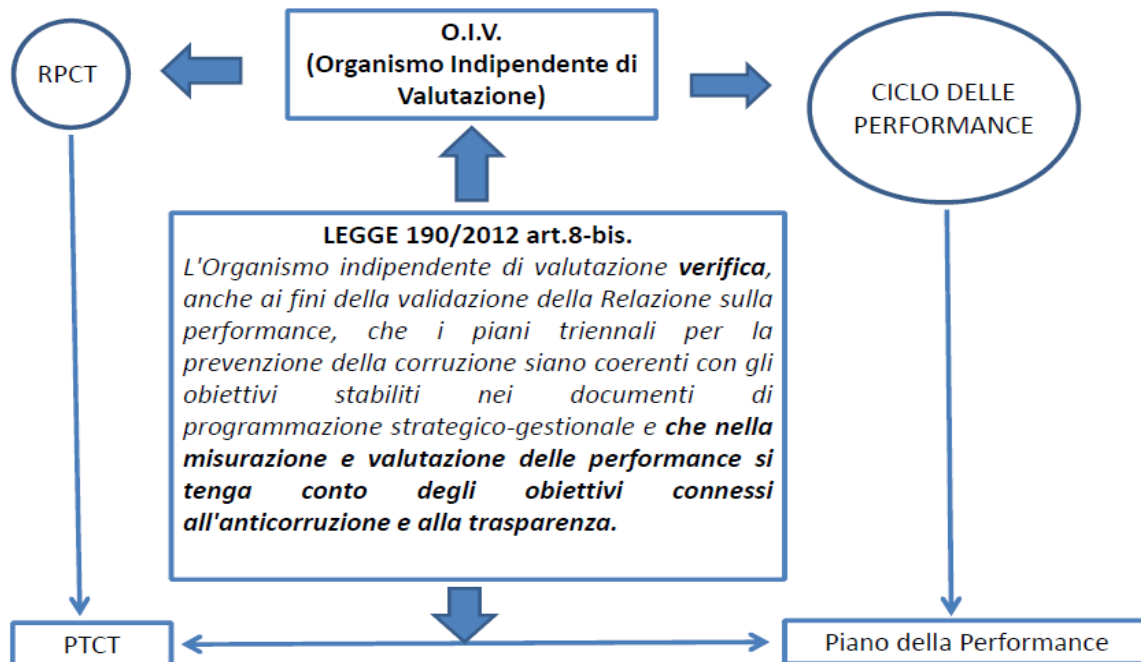 O.I.V.
(Organismo Indipendente di
Valutazione)
RPCT
CICLO DELLE
PERFORMANCE
LEGGE 190/2012 art.8-bis.
L'Organismo indipendente di valutazione verifica,
anche ai fini della validazione della Relazione sulla
performance, che i piani triennali per la
prevenzione della corruzione siano coerenti con gli
obiettivi stabiliti nei documenti di
programmazione strategico-gestionale e che nella
misurazione e valutazione delle performance si
tenga conto degli obiettivi connessi
all'anticorruzione e alla trasparenza.
PTCT
Piano della Performance